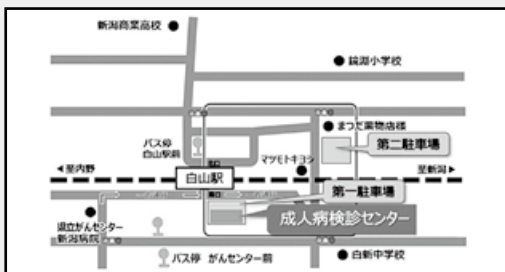 新潟商業高校
鏡淵小学校
まつだ果物店様
バス停
白山駅前
第二駐車場
マツモトキヨシ
◀至内野
白山駅
至新潟▶
第一駐車場
成人病検診センター
県立がんセンター
新潟病院
バス停 がんセンター前
白新中学校